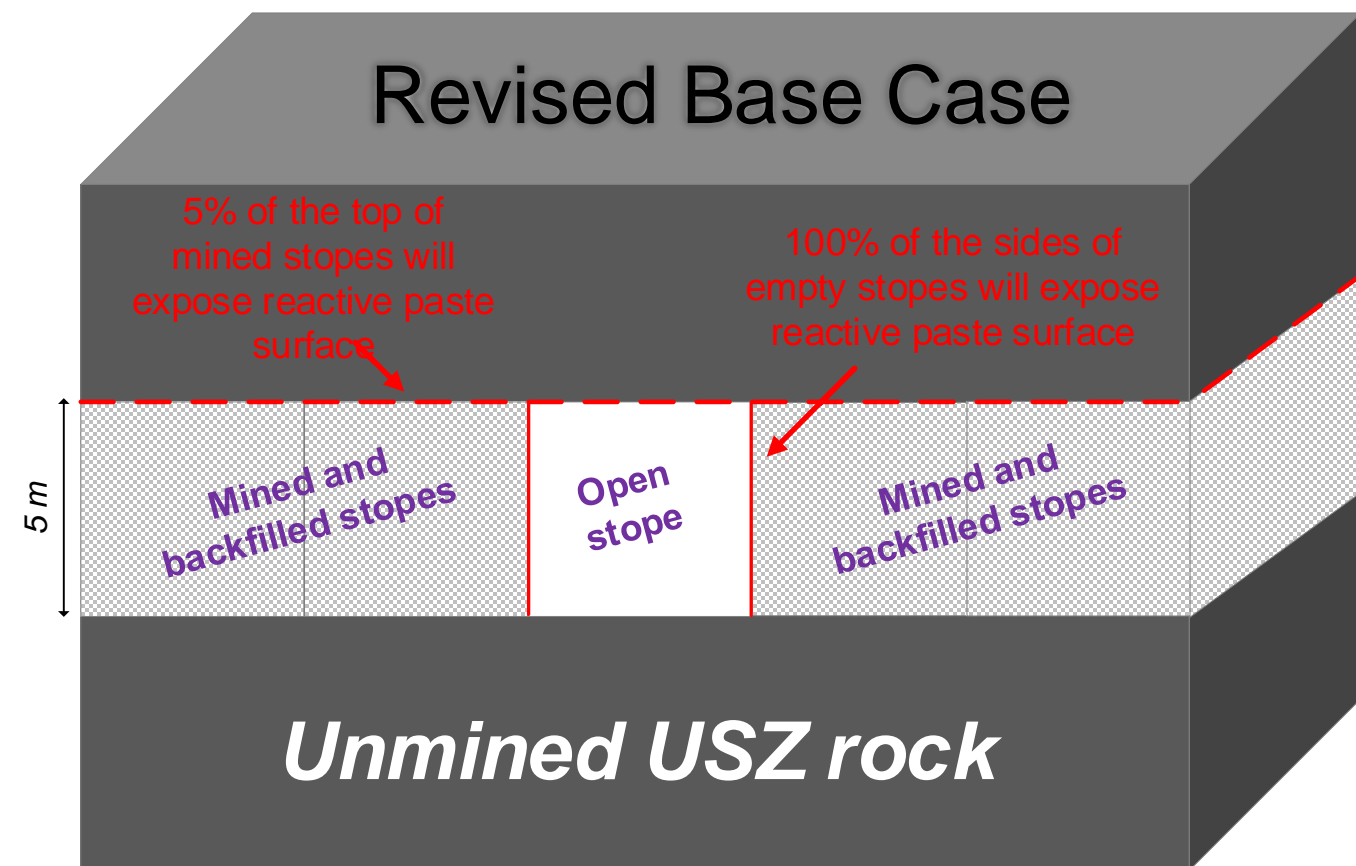 Revised Base Case
5% of the top of
mined stopes will
expose reactive paste
surface
100% of the sides of
empty stopes will expose
reactive paste surface
5 m
Mined and
backfilled stopes
Open
stope
Mined and
backfilled stopes
Unmined USZ rock